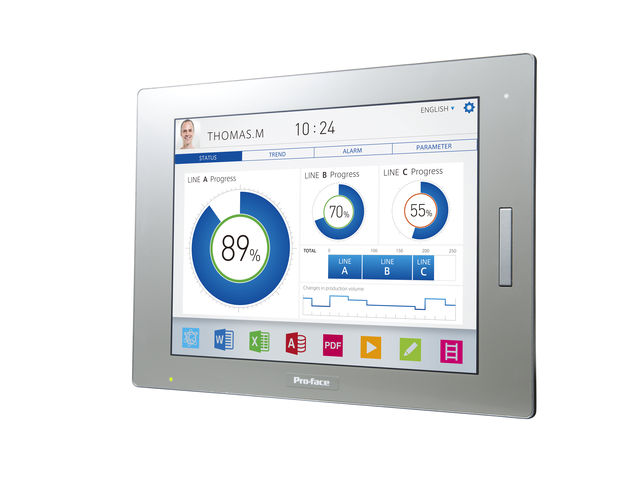 ENGLISH ▾
THOMAS.M 10:24
STATUS TREND ALARM PARAMETER
LINE A Progress
89%
LINE B Progress
70%
LINE C Progress
55%
TOTAL: 0 100 150 200 250
LINE A
LINE B
LINE C
Changes in production volume
W X A PDF
Pro-face